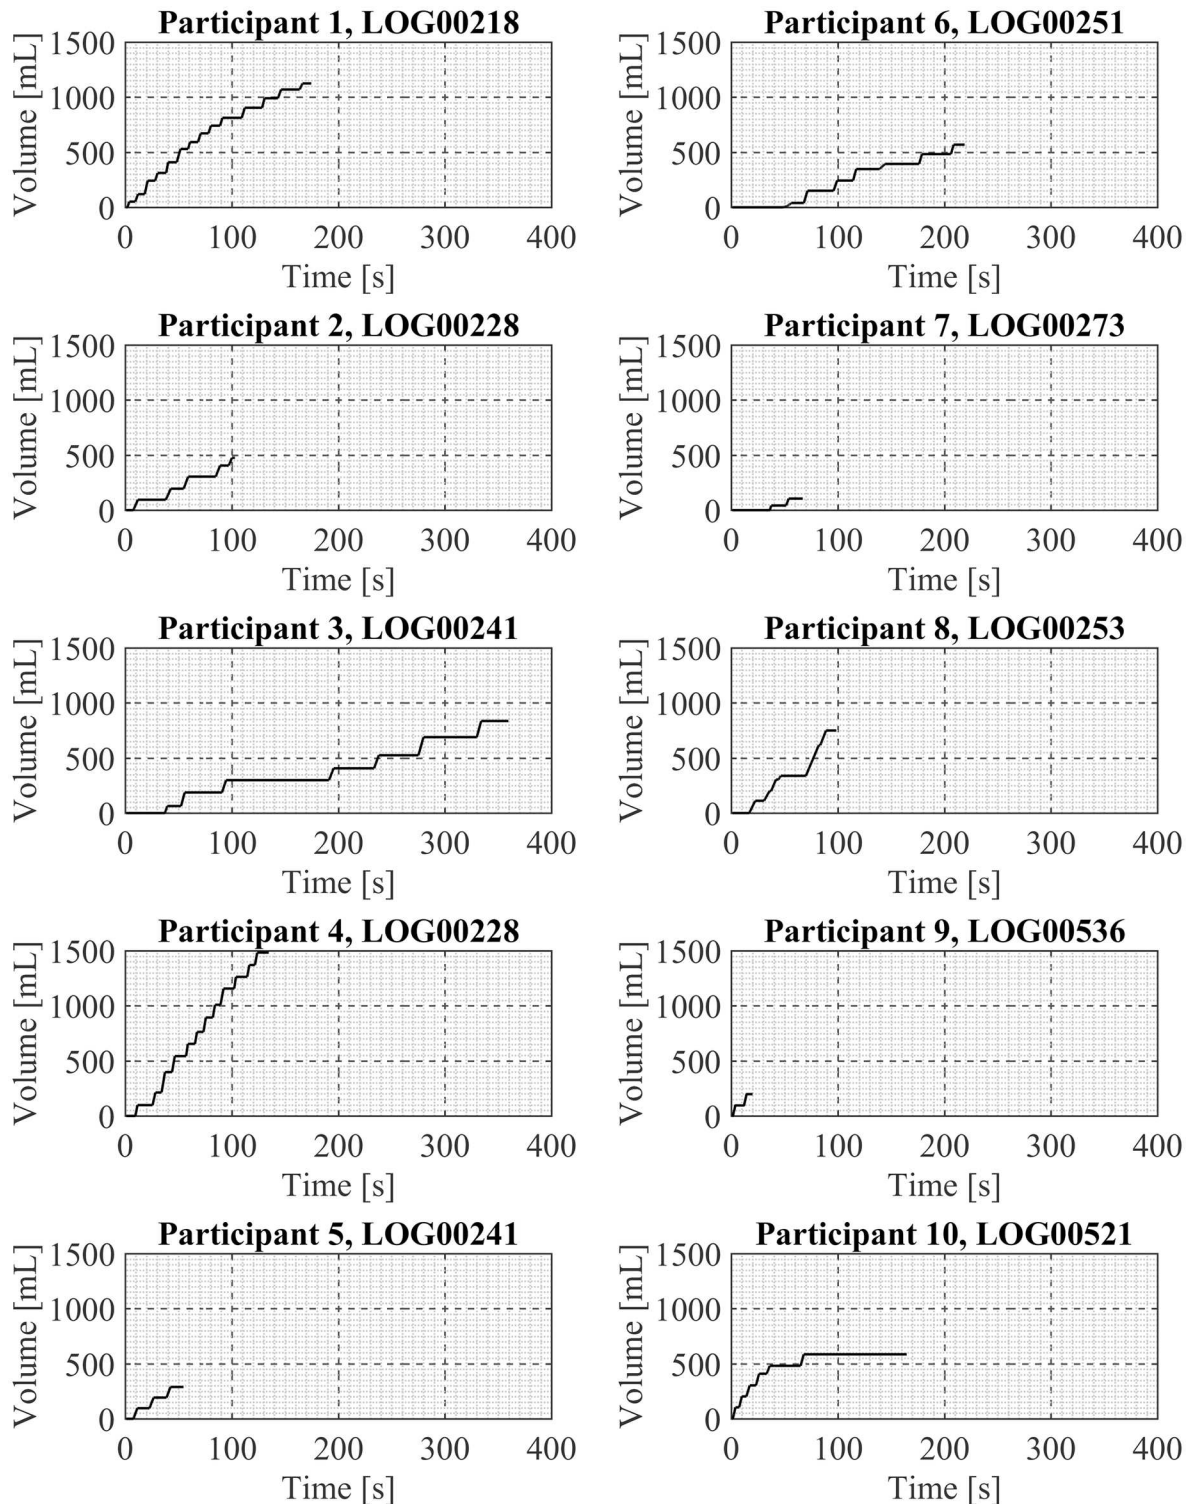 Participant 1, LOG00218
Volume [mL]
1500
1000
500
0
0 100 200 300 400
Time [s]
Participant 6, LOG00251
Volume [mL]
1500
1000
500
0
0 100 200 300 400
Time [s]
Participant 2, LOG00228
Volume [mL]
1500
1000
500
0
0 100 200 300 400
Time [s]
Participant 7, LOG00273
Volume [mL]
1500
1000
500
0
0 100 200 300 400
Time [s]
Participant 3, LOG00241
Volume [mL]
1500
1000
500
0
0 100 200 300 400
Time [s]
Participant 8, LOG00253
Volume [mL]
1500
1000
500
0
0 100 200 300 400
Time [s]
Participant 4, LOG00228
Volume [mL]
1500
1000
500
0
0 100 200 300 400
Time [s]
Participant 9, LOG00536
Volume [mL]
1500
1000
500
0
0 100 200 300 400
Time [s]
Participant 5, LOG00241
Volume [mL]
1500
1000
500
0
0 100 200 300 400
Time [s]
Participant 10, LOG00521
Volume [mL]
1500
1000
500
0
0 100 200 300 400
Time [s]